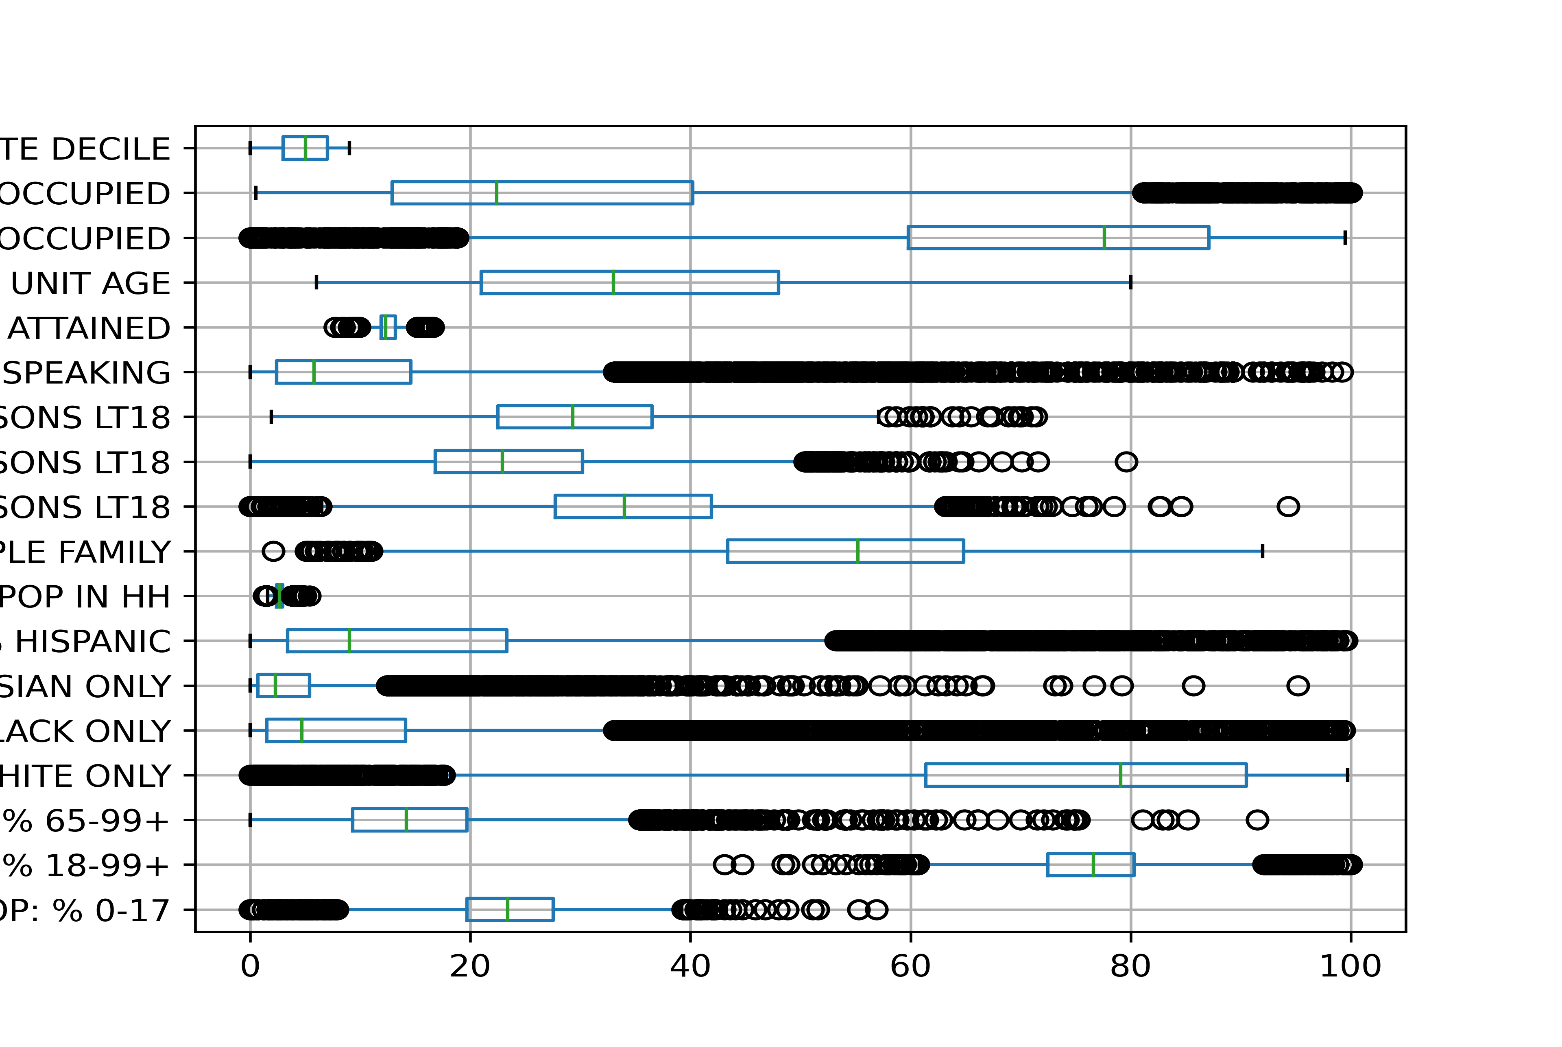 TE DECILE
OCCUPIED
OCCUPIED
UNIT AGE
ATTAINED
SPEAKING
SONS LT18
SONS LT18
SONS LT18
PLE FAMILY
POP IN HH
HISPANIC
SIAN ONLY
LACK ONLY
HITE ONLY
% 65-99+
% 18-99+
OP: % 0-17
0 20 40 60 80 100